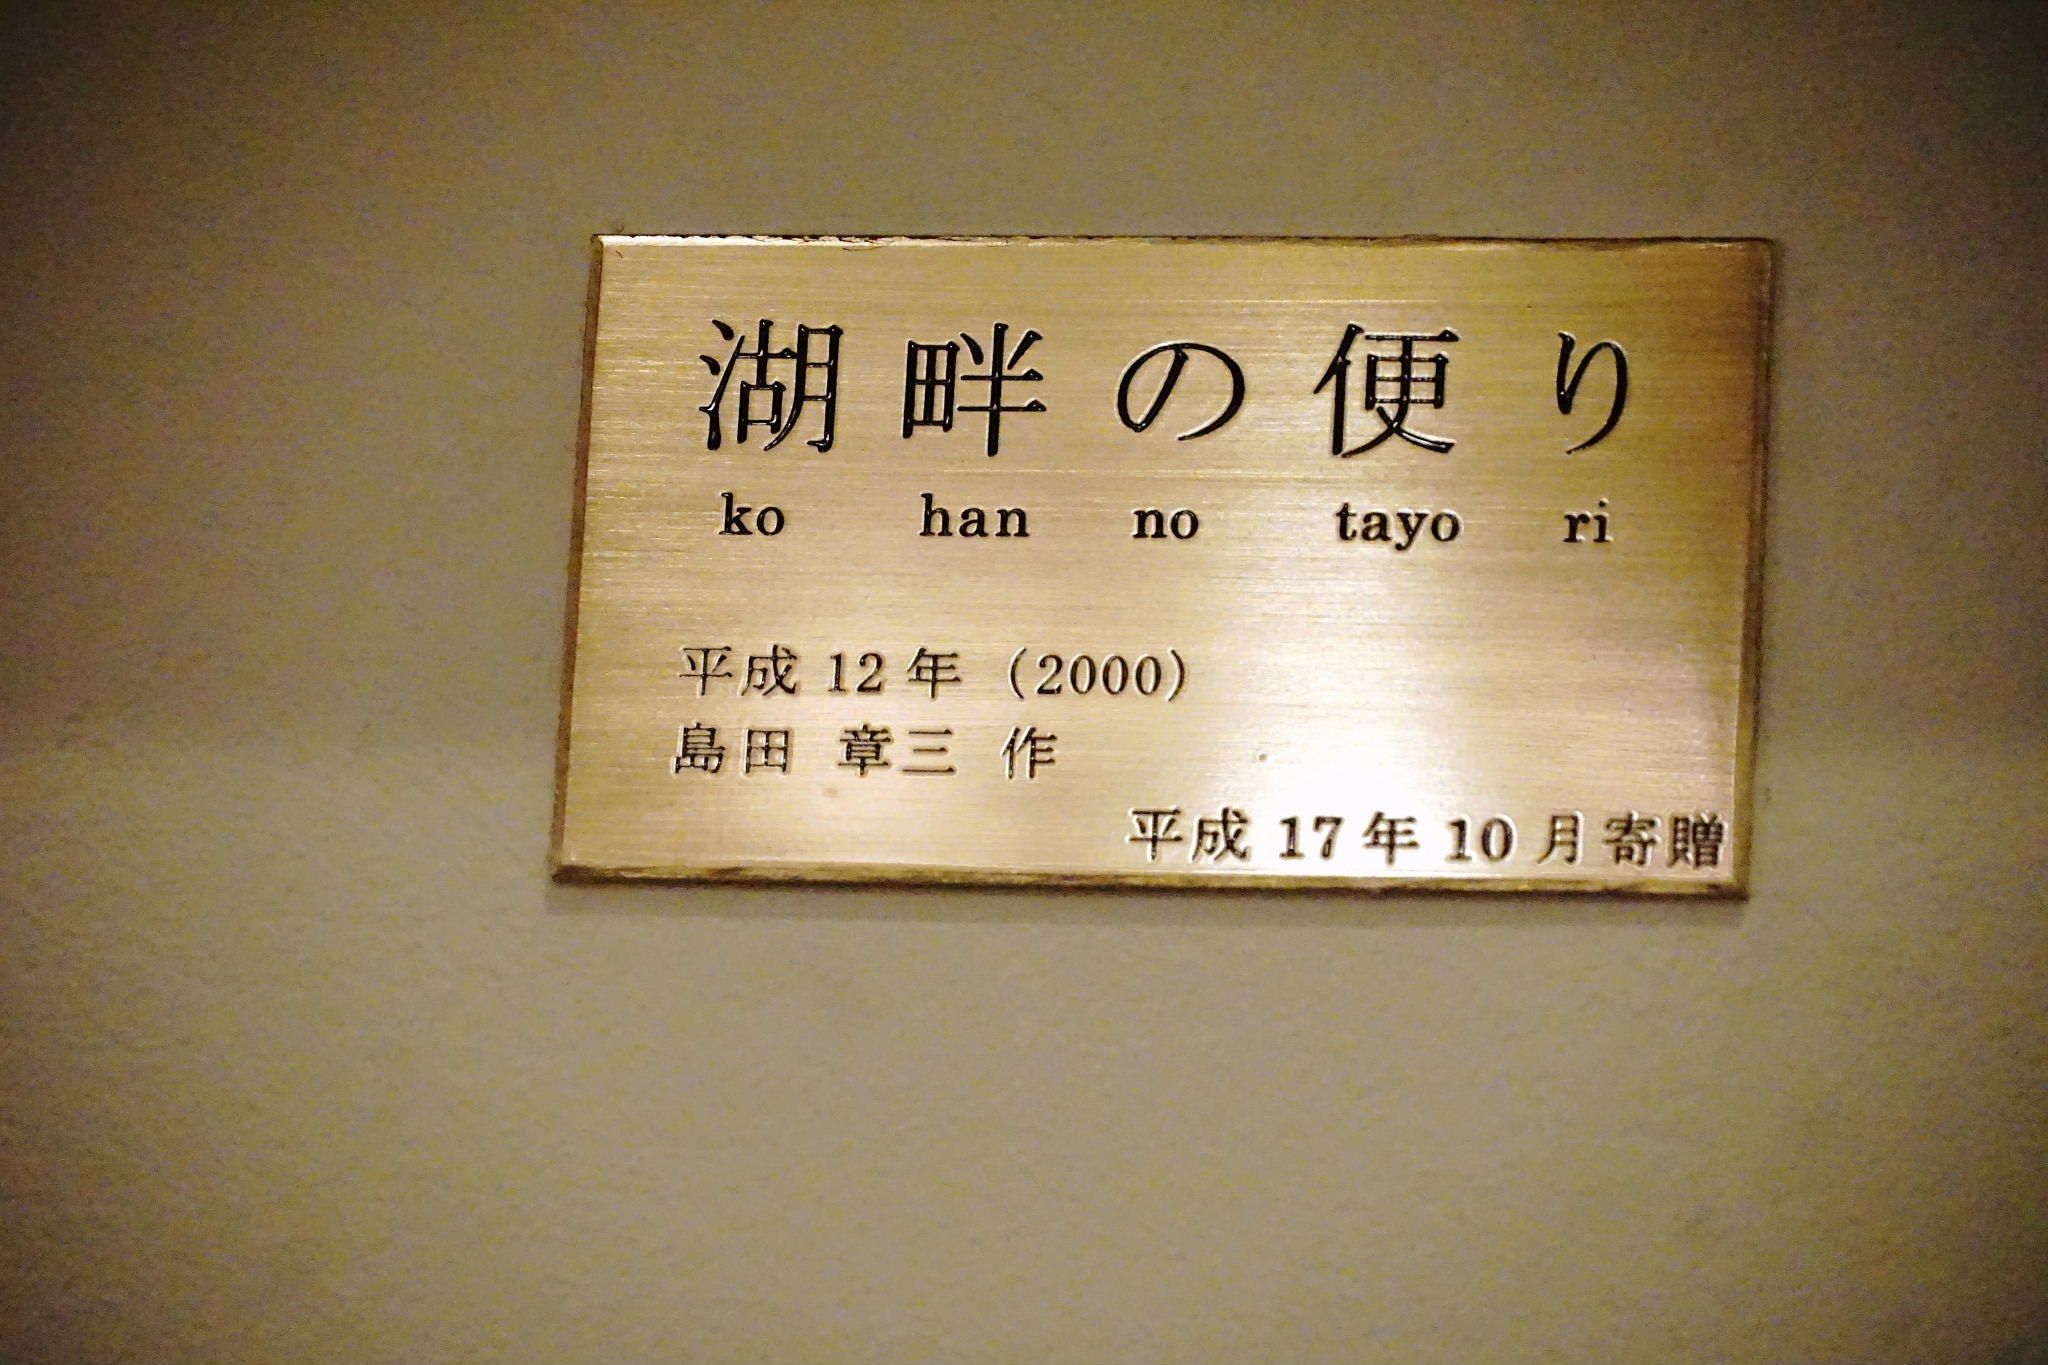 湖畔の便り
ko han no tayo ri
平成 12 年 (2000)
島田 章三 作
平成 17 年 10 月寄贈